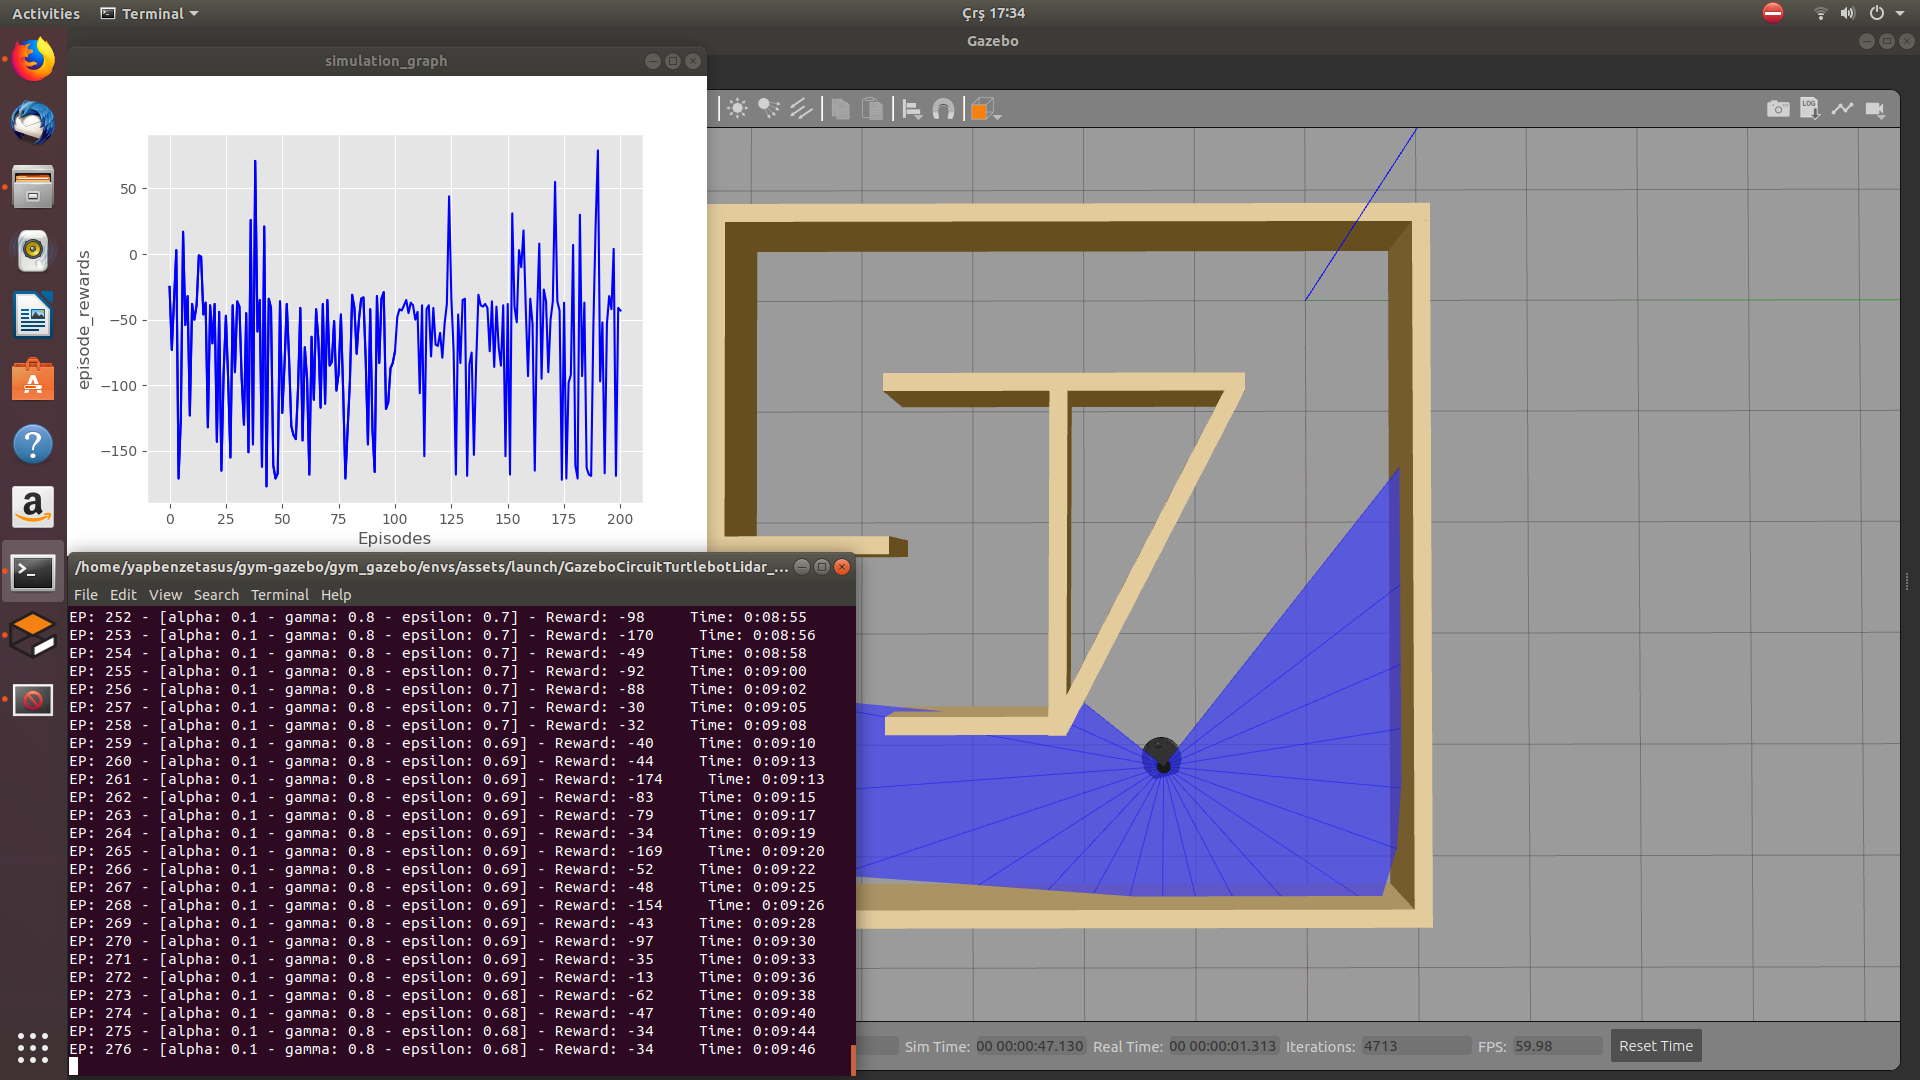 Activities Terminal Çrş 17:34
Gazebo
simulation_graph
LOG
50
0
−50
−100
−150
episode_rewards
0 25 50 75 100 125 150 175 200
Episodes
/home/yapbenzetasus/gym-gazebo/gym_gazebo/envs/assets/launch/GazeboCircuitTurtlebotLidar_...
File Edit View Search Terminal Help
EP: 252 - [alpha: 0.1 - gamma: 0.8 - epsilon: 0.7] - Reward: -98 Time: 0:08:55
EP: 253 - [alpha: 0.1 - gamma: 0.8 - epsilon: 0.7] - Reward: -170 Time: 0:08:56
EP: 254 - [alpha: 0.1 - gamma: 0.8 - epsilon: 0.7] - Reward: -49 Time: 0:08:58
EP: 255 - [alpha: 0.1 - gamma: 0.8 - epsilon: 0.7] - Reward: -92 Time: 0:09:00
EP: 256 - [alpha: 0.1 - gamma: 0.8 - epsilon: 0.7] - Reward: -88 Time: 0:09:02
EP: 257 - [alpha: 0.1 - gamma: 0.8 - epsilon: 0.7] - Reward: -30 Time: 0:09:05
EP: 258 - [alpha: 0.1 - gamma: 0.8 - epsilon: 0.7] - Reward: -32 Time: 0:09:08
EP: 259 - [alpha: 0.1 - gamma: 0.8 - epsilon: 0.69] - Reward: -40 Time: 0:09:10
EP: 260 - [alpha: 0.1 - gamma: 0.8 - epsilon: 0.69] - Reward: -44 Time: 0:09:13
EP: 261 - [alpha: 0.1 - gamma: 0.8 - epsilon: 0.69] - Reward: -174 Time: 0:09:13
EP: 262 - [alpha: 0.1 - gamma: 0.8 - epsilon: 0.69] - Reward: -83 Time: 0:09:15
EP: 263 - [alpha: 0.1 - gamma: 0.8 - epsilon: 0.69] - Reward: -79 Time: 0:09:17
EP: 264 - [alpha: 0.1 - gamma: 0.8 - epsilon: 0.69] - Reward: -34 Time: 0:09:19
EP: 265 - [alpha: 0.1 - gamma: 0.8 - epsilon: 0.69] - Reward: -169 Time: 0:09:20
EP: 266 - [alpha: 0.1 - gamma: 0.8 - epsilon: 0.69] - Reward: -52 Time: 0:09:22
EP: 267 - [alpha: 0.1 - gamma: 0.8 - epsilon: 0.69] - Reward: -48 Time: 0:09:25
EP: 268 - [alpha: 0.1 - gamma: 0.8 - epsilon: 0.69] - Reward: -154 Time: 0:09:26
EP: 269 - [alpha: 0.1 - gamma: 0.8 - epsilon: 0.69] - Reward: -43 Time: 0:09:28
EP: 270 - [alpha: 0.1 - gamma: 0.8 - epsilon: 0.69] - Reward: -97 Time: 0:09:30
EP: 271 - [alpha: 0.1 - gamma: 0.8 - epsilon: 0.69] - Reward: -35 Time: 0:09:33
EP: 272 - [alpha: 0.1 - gamma: 0.8 - epsilon: 0.69] - Reward: -13 Time: 0:09:36
EP: 273 - [alpha: 0.1 - gamma: 0.8 - epsilon: 0.68] - Reward: -62 Time: 0:09:38
EP: 274 - [alpha: 0.1 - gamma: 0.8 - epsilon: 0.68] - Reward: -47 Time: 0:09:40
EP: 275 - [alpha: 0.1 - gamma: 0.8 - epsilon: 0.68] - Reward: -34 Time: 0:09:44
EP: 276 - [alpha: 0.1 - gamma: 0.8 - epsilon: 0.68] - Reward: -34 Time: 0:09:46
Sim Time: 00 00:00:47.130 Real Time: 00 00:00:01.313 Iterations: 4713 FPS: 59.98 Reset Time